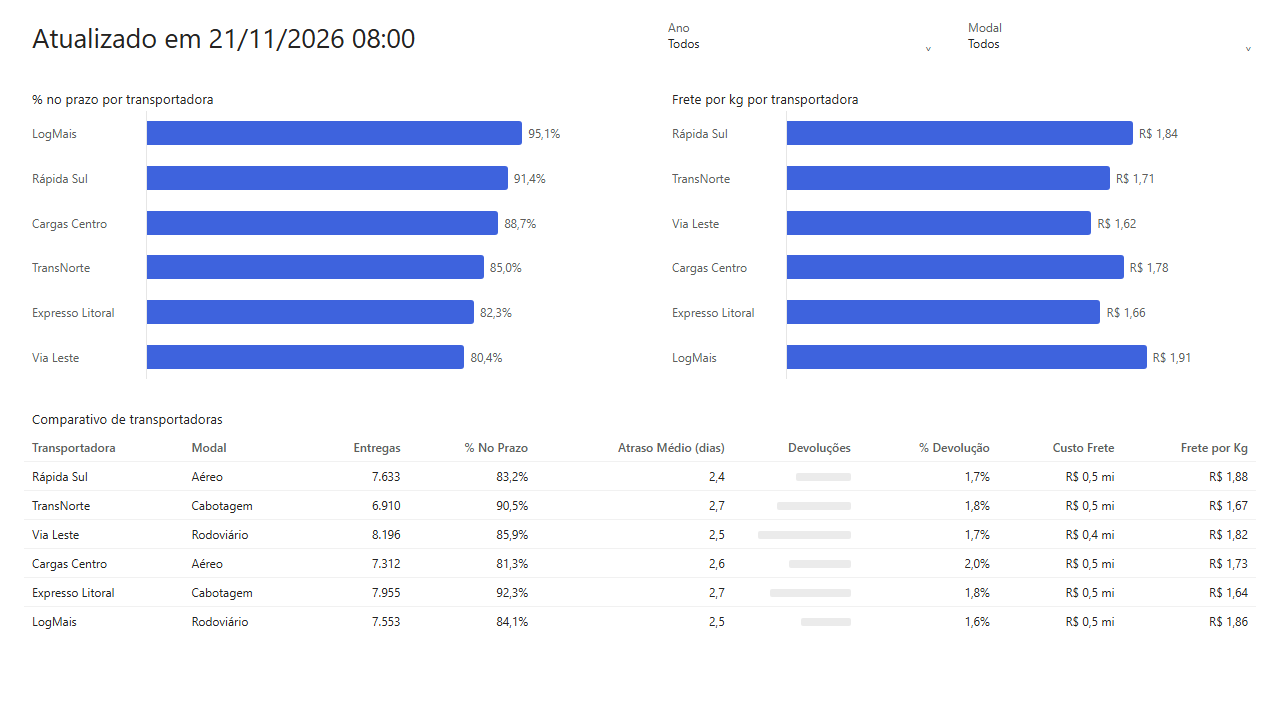 Atualizado em 21/11/2026 08:00
Ano
Todos
Modal
Todos
% no prazo por transportadora
LogMais 95,1%
Rápida Sul 91,4%
Cargas Centro 88,7%
TransNorte 85,0%
Expresso Litoral 82,3%
Via Leste 80,4%
Frete por kg por transportadora
Rápida Sul R$ 1,84
TransNorte R$ 1,71
Via Leste R$ 1,62
Cargas Centro R$ 1,78
Expresso Litoral R$ 1,66
LogMais R$ 1,91
Comparativo de transportadoras
Transportadora Modal Entregas % No Prazo Atraso Médio (dias) Devoluções % Devolução Custo Frete Frete por Kg
Rápida Sul Aéreo 7.633 83,2% 2,4 1,7% R$ 0,5 mi R$ 1,88
TransNorte Cabotagem 6.910 90,5% 2,7 1,8% R$ 0,5 mi R$ 1,67
Via Leste Rodoviário 8.196 85,9% 2,5 1,7% R$ 0,4 mi R$ 1,82
Cargas Centro Aéreo 7.312 81,3% 2,6 2,0% R$ 0,5 mi R$ 1,73
Expresso Litoral Cabotagem 7.955 92,3% 2,7 1,8% R$ 0,5 mi R$ 1,64
LogMais Rodoviário 7.553 84,1% 2,5 1,6% R$ 0,5 mi R$ 1,86